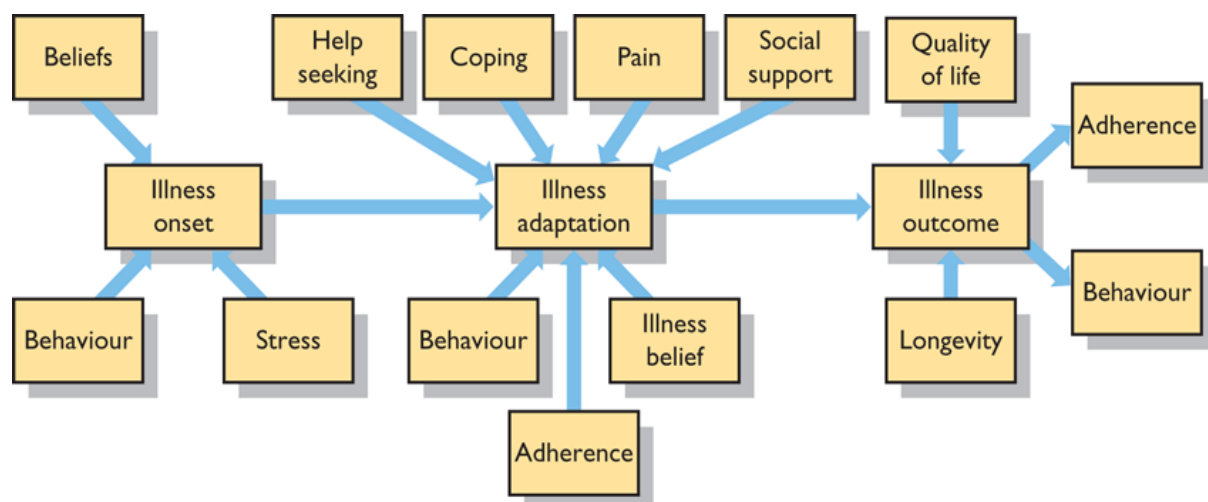 Beliefs
Help
seeking
Coping
Pain
Social
support
Quality
of life
Adherence
Illness
onset
Illness
adaptation
Illness
outcome
Behaviour
Stress
Behaviour
Illness
belief
Longevity
Behaviour
Adherence